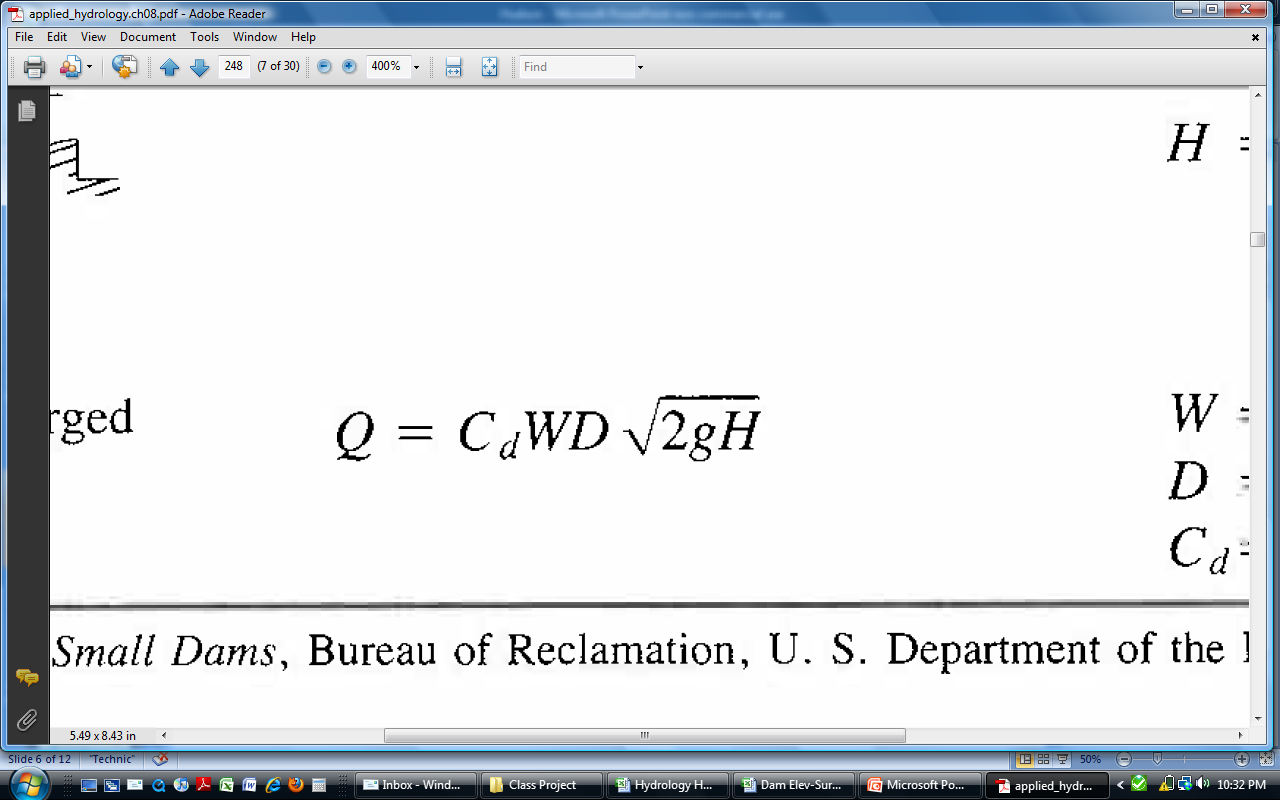 applied_hydrology.ch08.pdf - Adobe Reader
File Edit View Document Tools Window Help
248 (7 of 30) 400% Find
H =
rged Q = C_d WD √2gH W =
D =
C_d =
Small Dams, Bureau of Reclamation, U. S. Department of the
5.49 x 8.43 in
Slide 6 of 12 "Technic" 50%
Inbox - Wind... Class Project Hydrology H... Dam Elev-Sur... Microsoft Po... applied_hydr... 10:32 PM